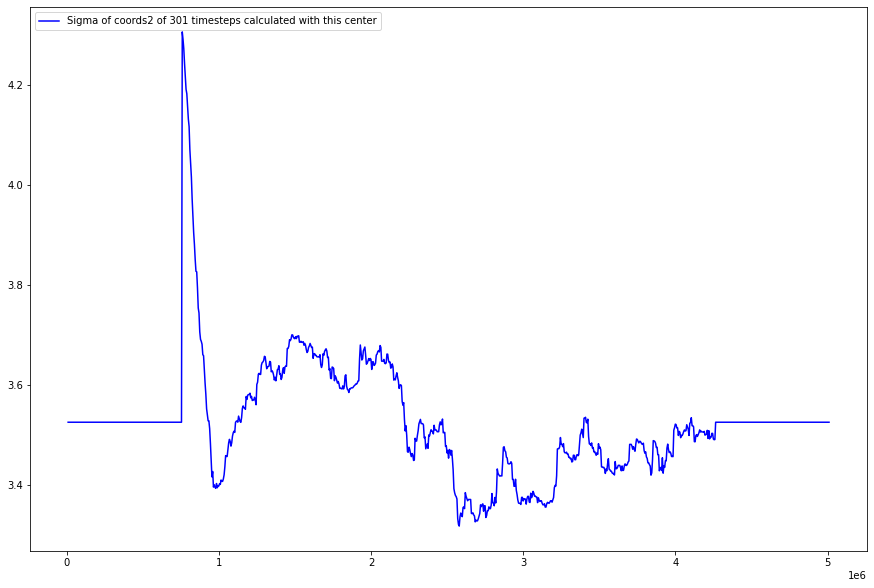 Sigma of coords2 of 301 timesteps calculated with this center
4.2
4.0
3.8
3.6
3.4
0 1 2 3 4 5
1e6